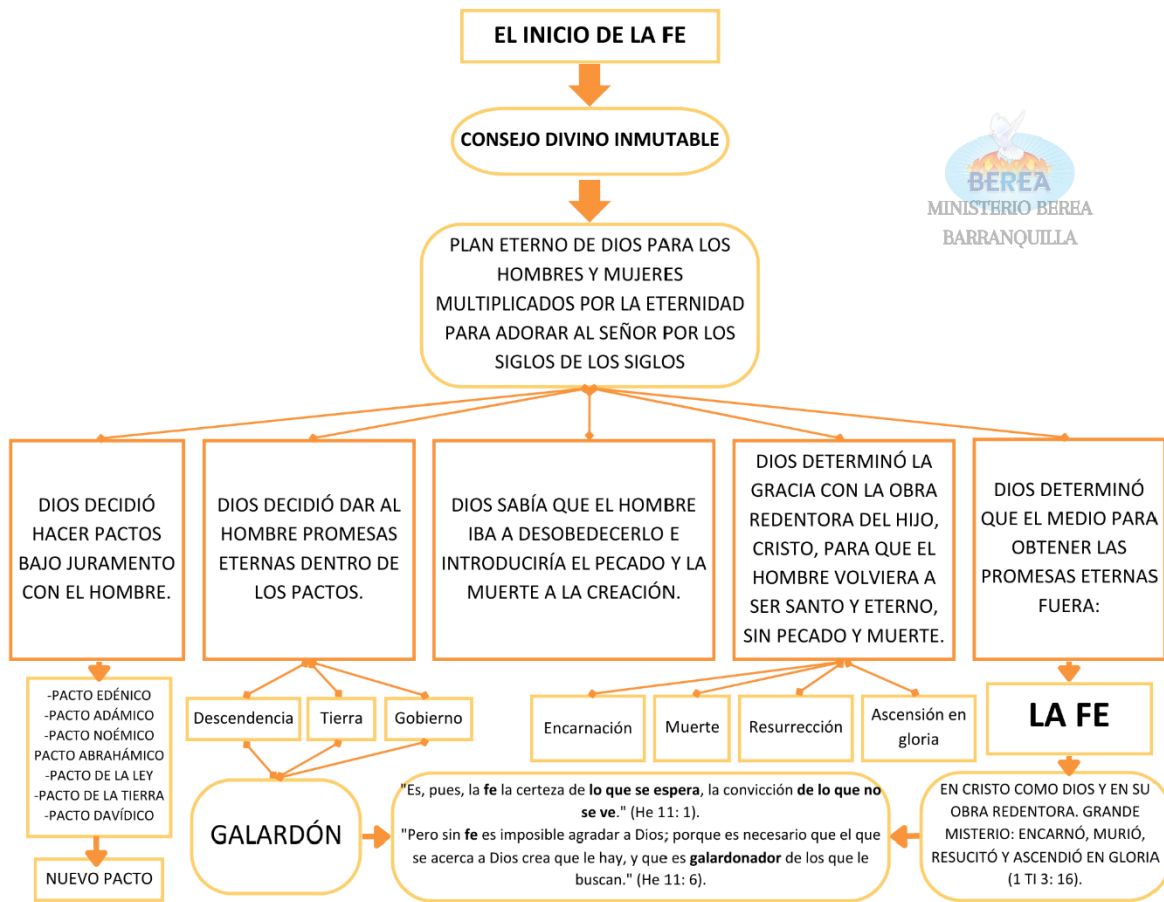 EL INICIO DE LA FE
CONSEJO DIVINO INMUTABLE
BEREA
MINISTERIO BEREA
BARRANQUILLA
PLAN ETERNO DE DIOS PARA LOS
HOMBRES Y MUJERES
MULTIPLICADOS POR LA ETERNIDAD
PARA ADORAR AL SEÑOR POR LOS
SIGLOS DE LOS SIGLOS
DIOS DECIDIÓ
HACER PACTOS
BAJO JURAMENTO
CON EL HOMBRE.
DIOS DECIDIÓ DAR AL
HOMBRE PROMESAS
ETERNAS DENTRO DE
LOS PACTOS.
DIOS SABÍA QUE EL HOMBRE
IBA A DESOBEDECERLO E
INTRODUCIRÍA EL PECADO Y LA
MUERTE A LA CREACIÓN.
DIOS DETERMINÓ LA
GRACIA CON LA OBRA
REDENTORA DEL HIJO,
CRISTO, PARA QUE EL
HOMBRE VOLVIERA A
SER SANTO Y ETERNO,
SIN PECADO Y MUERTE.
DIOS DETERMINÓ
QUE EL MEDIO PARA
OBTENER LAS
PROMESAS ETERNAS
FUERA:
-PACTO EDÉNICO
-PACTO ADÁMICO
-PACTO NOÉMICO
PACTO ABRAHÁMICO
-PACTO DE LA LEY
-PACTO DE LA TIERRA
-PACTO DAVÍDICO
NUEVO PACTO
Descendencia
Tierra
Gobierno
GALARDÓN
Encarnación
Muerte
Resurrección
Ascensión en
gloria
LA FE
"Es, pues, la fe la certeza de lo que se espera, la convicción de lo que no
se ve." (He 11: 1).
"Pero sin fe es imposible agradar a Dios; porque es necesario que el que
se acerca a Dios crea que le hay, y que es galardonador de los que le
buscan." (He 11: 6).
EN CRISTO COMO DIOS Y EN SU
OBRA REDENTORA. GRANDE
MISTERIO: ENCARNÓ, MURIÓ,
RESUCITÓ Y ASCENDIÓ EN GLORIA
(1 TI 3: 16).